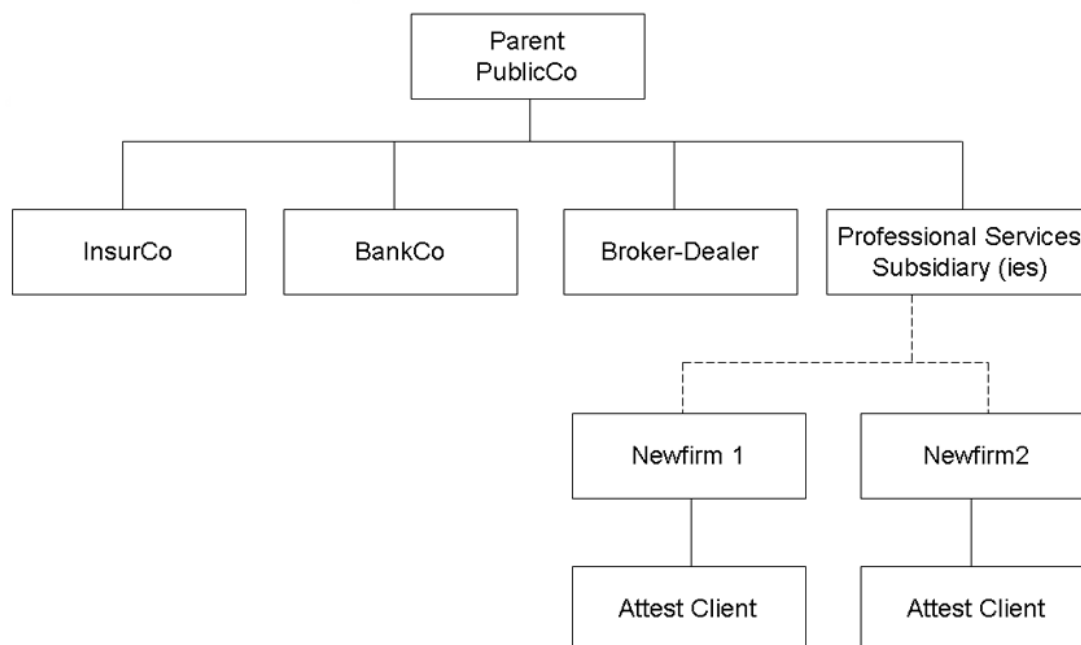 Parent
PublicCo
InsurCo
BankCo
Broker-Dealer
Professional Services
Subsidiary (ies)
Newfirm 1
Newfirm2
Attest Client
Attest Client